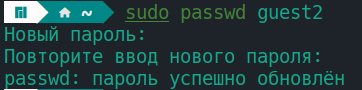 ~ sudo passwd guest2
Новый пароль:
Повторите ввод нового пароля:
passwd: пароль успешно обновлён